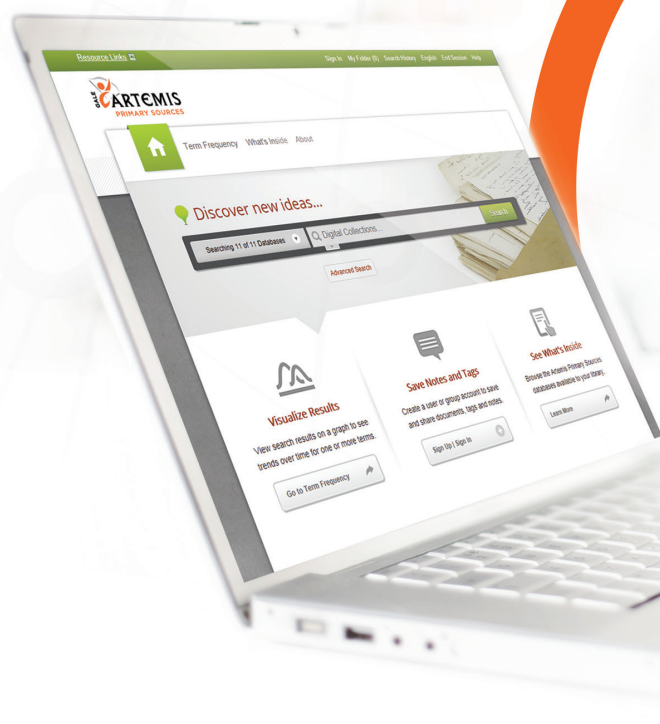 Resource Links
Sign In My Folder (0) Search History English End Session Help
GALE
ARTEMIS
PRIMARY SOURCES
Term Frequency What's Inside About
Discover new ideas...
Searching 11 of 11 Databases
Digital Collections...
Search
Advanced Search
Visualize Results
View search results on a graph to see
trends over time for one or more terms.
Go to Term Frequency
Save Notes and Tags
Create a user or group account to save
and share documents, tags and notes.
Sign Up | Sign In
See What's Inside
Browse the Artemis Primary Sources
databases available to your library.
Learn More